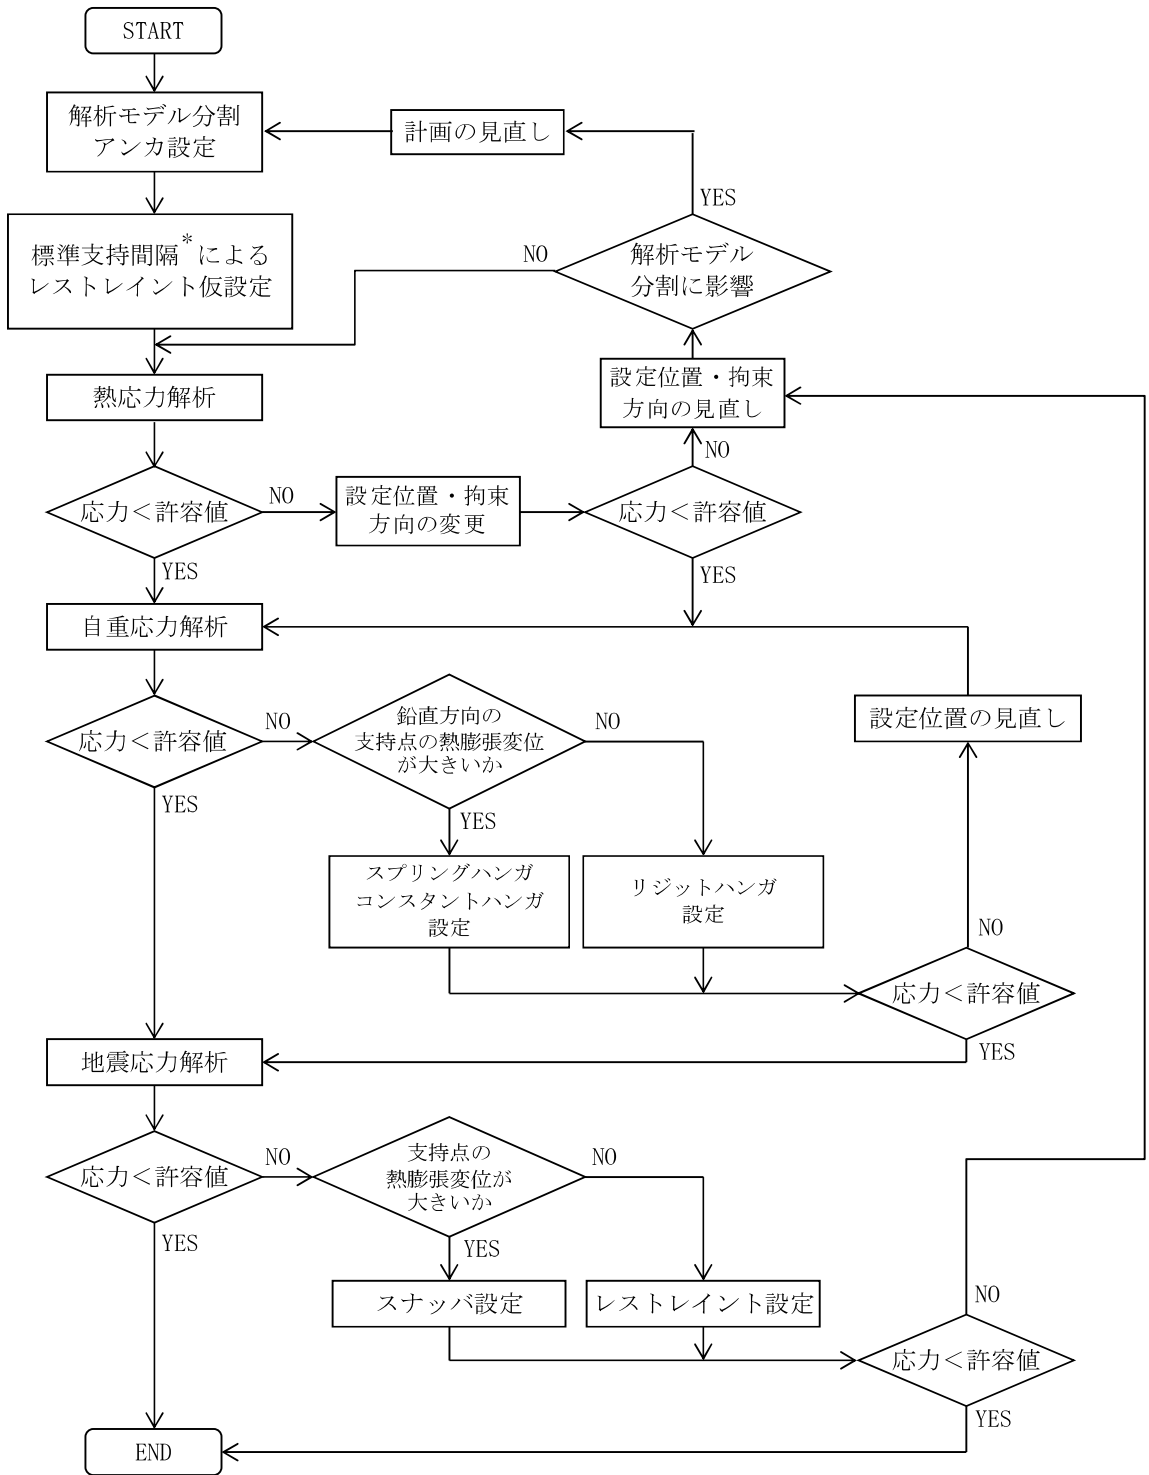 START
解析モデル分割
アンカ設定
計画の見直し
YES
標準支持間隔*による
レストレイント仮設定
NO
解析モデル
分割に影響
設定位置・拘束
方向の見直し
熱応力解析
NO
応力<許容値
NO
設定位置・拘束
方向の変更
応力<許容値
YES
YES
自重応力解析
設定位置の見直し
応力<許容値
NO
鉛直方向の
支持点の熱膨張変位
が大きいか
NO
YES
YES
スプリングハンガ
コンスタントハンガ
設定
リジットハンガ
設定
NO
応力<許容値
YES
地震応力解析
応力<許容値
NO
支持点の
熱膨張変位が
大きいか
NO
YES
YES
スナッバ設定
レストレイント設定
NO
応力<許容値
YES
END